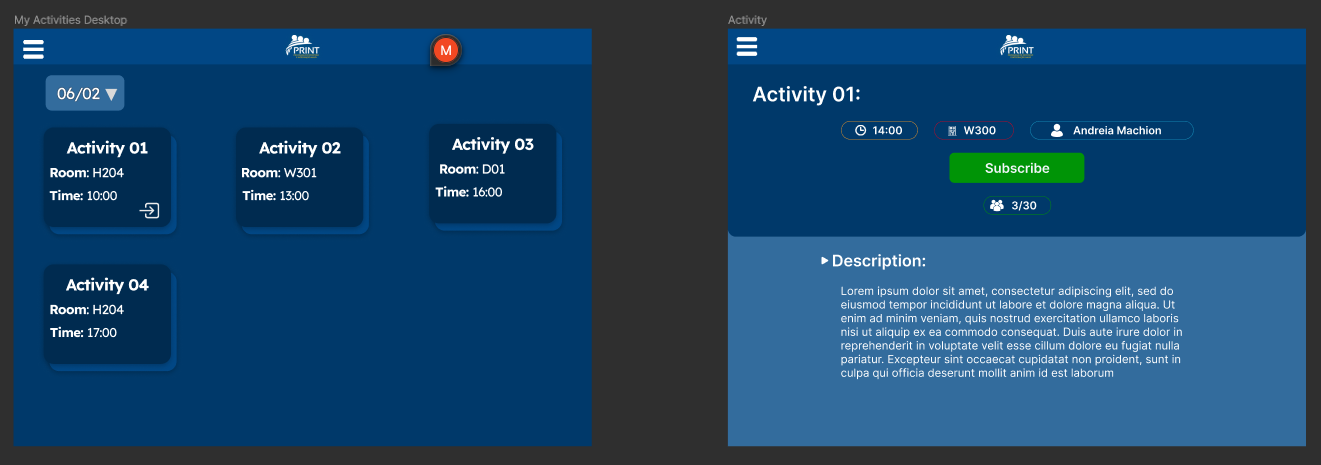 My Activities Desktop
PRINT
M
06/02
Activity 01
Room: H204
Time: 10:00
Activity 02
Room: W301
Time: 13:00
Activity 03
Room: D01
Time: 16:00
Activity 04
Room: H204
Time: 17:00
Activity
PRINT
Activity 01:
14:00
W300
Andreia Machion
Subscribe
3/30
Description:
Lorem ipsum dolor sit amet, consectetur adipiscing elit, sed do
eiusmod tempor incididunt ut labore et dolore magna aliqua. Ut
enim ad minim veniam, quis nostrud exercitation ullamco laboris
nisi ut aliquip ex ea commodo consequat. Duis aute irure dolor in
reprehenderit in voluptate velit esse cillum dolore eu fugiat nulla
pariatur. Excepteur sint occaecat cupidatat non proident, sunt in
culpa qui officia deserunt mollit anim id est laborum